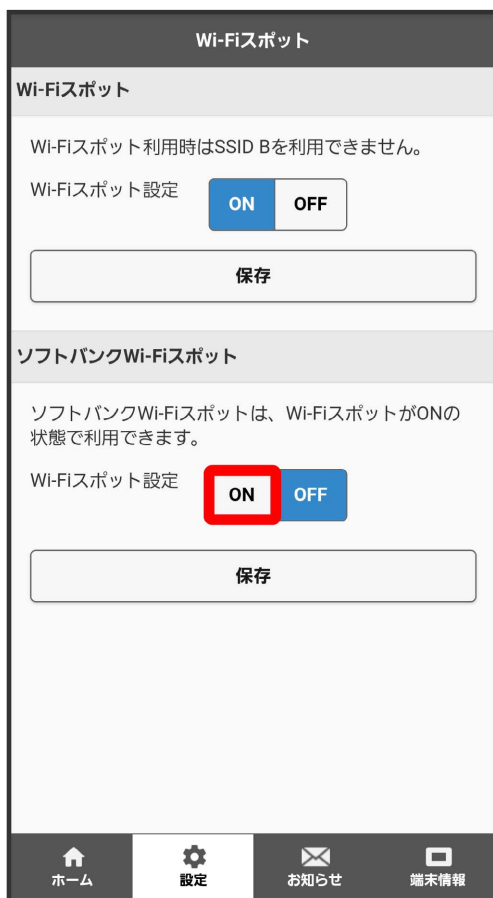 Wi-Fiスポット
Wi-Fiスポット
Wi-Fiスポット利用時はSSID Bを利用できません。
Wi-Fiスポット設定
ON OFF
保存
ソフトバンクWi-Fiスポット
ソフトバンクWi-Fiスポットは、Wi-FiスポットがONの
状態で利用できます。
Wi-Fiスポット設定
ON OFF
保存
ホーム 設定 お知らせ 端末情報